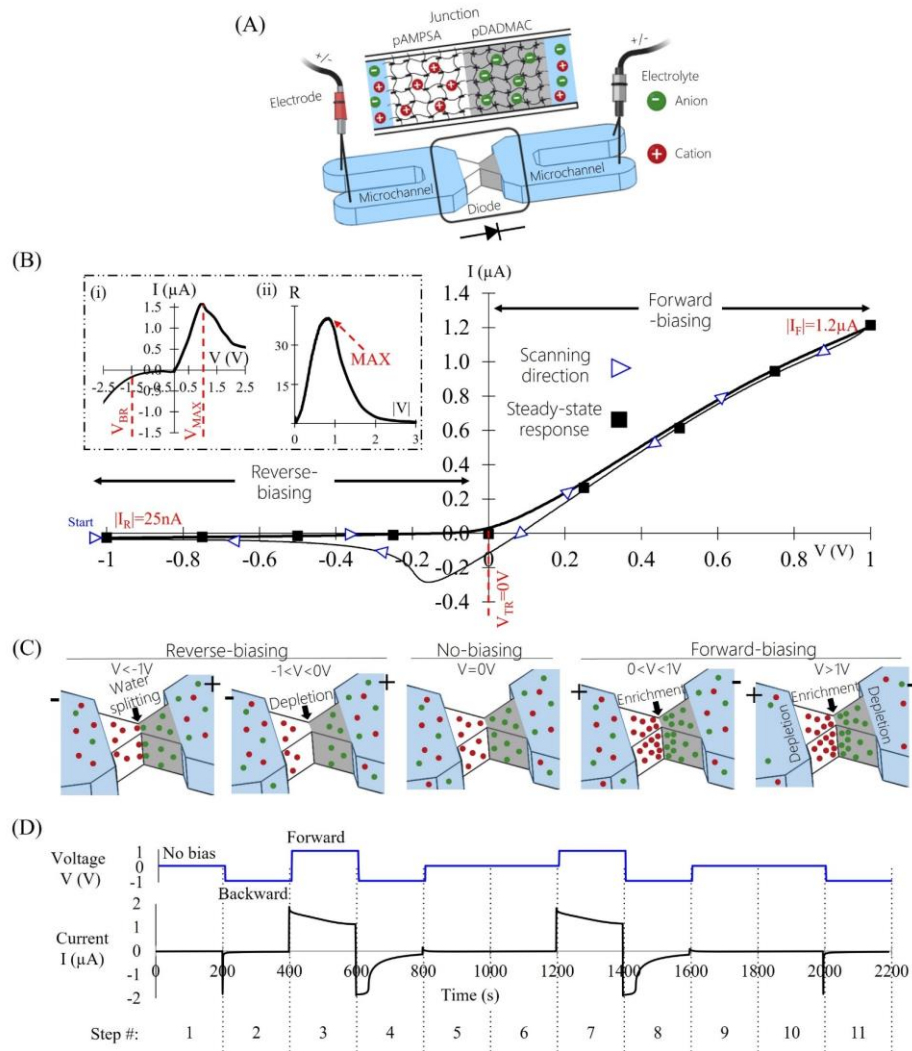 (A)
Junction
pAMPSA
pDADMAC
+/-
+/-
Electrode
Electrolyte
Anion
Cation
Microchannel
Microchannel
Diode
(B)
I (µA)
(i)
I (µA)
1.5
1.0
0.5
0.0
-0.5
-1.0
-1.5
V (V)
-2.5
-1.5
-0.5
0.5
1.5
2.5
V_BR
V_MAX
(ii)
R
30
15
0
MAX
|V|
0
1
2
3
1.4
1.2
1.0
0.8
0.6
0.4
0.2
0.0
-0.2
-0.4
Forward
-biasing
|I_F|=1.2µA
Scanning
direction
Steady-state
response
Reverse-
biasing
Start
|I_R|=25nA
-1
-0.8
-0.6
-0.4
-0.2
0
0.2
0.4
0.6
0.8
V (V)
1
V_TR=0V
(C)
Reverse-biasing
No-biasing
Forward-biasing
V<-1V
-1<V<0V
V=0V
0<V<1V
V>1V
Water
splitting
Depletion
Enrichment
Enrichment
Depletion
Depletion
- + - + + - + -
(D)
Voltage
V (V)
1
0
-1
No bias
Backward
Forward
Current
I (µA)
2
1
0
-1
-2
0 200 400 600 800 1000 1200 1400 1600 1800 2000 2200
Time (s)
Step #: 1 2 3 4 5 6 7 8 9 10 11